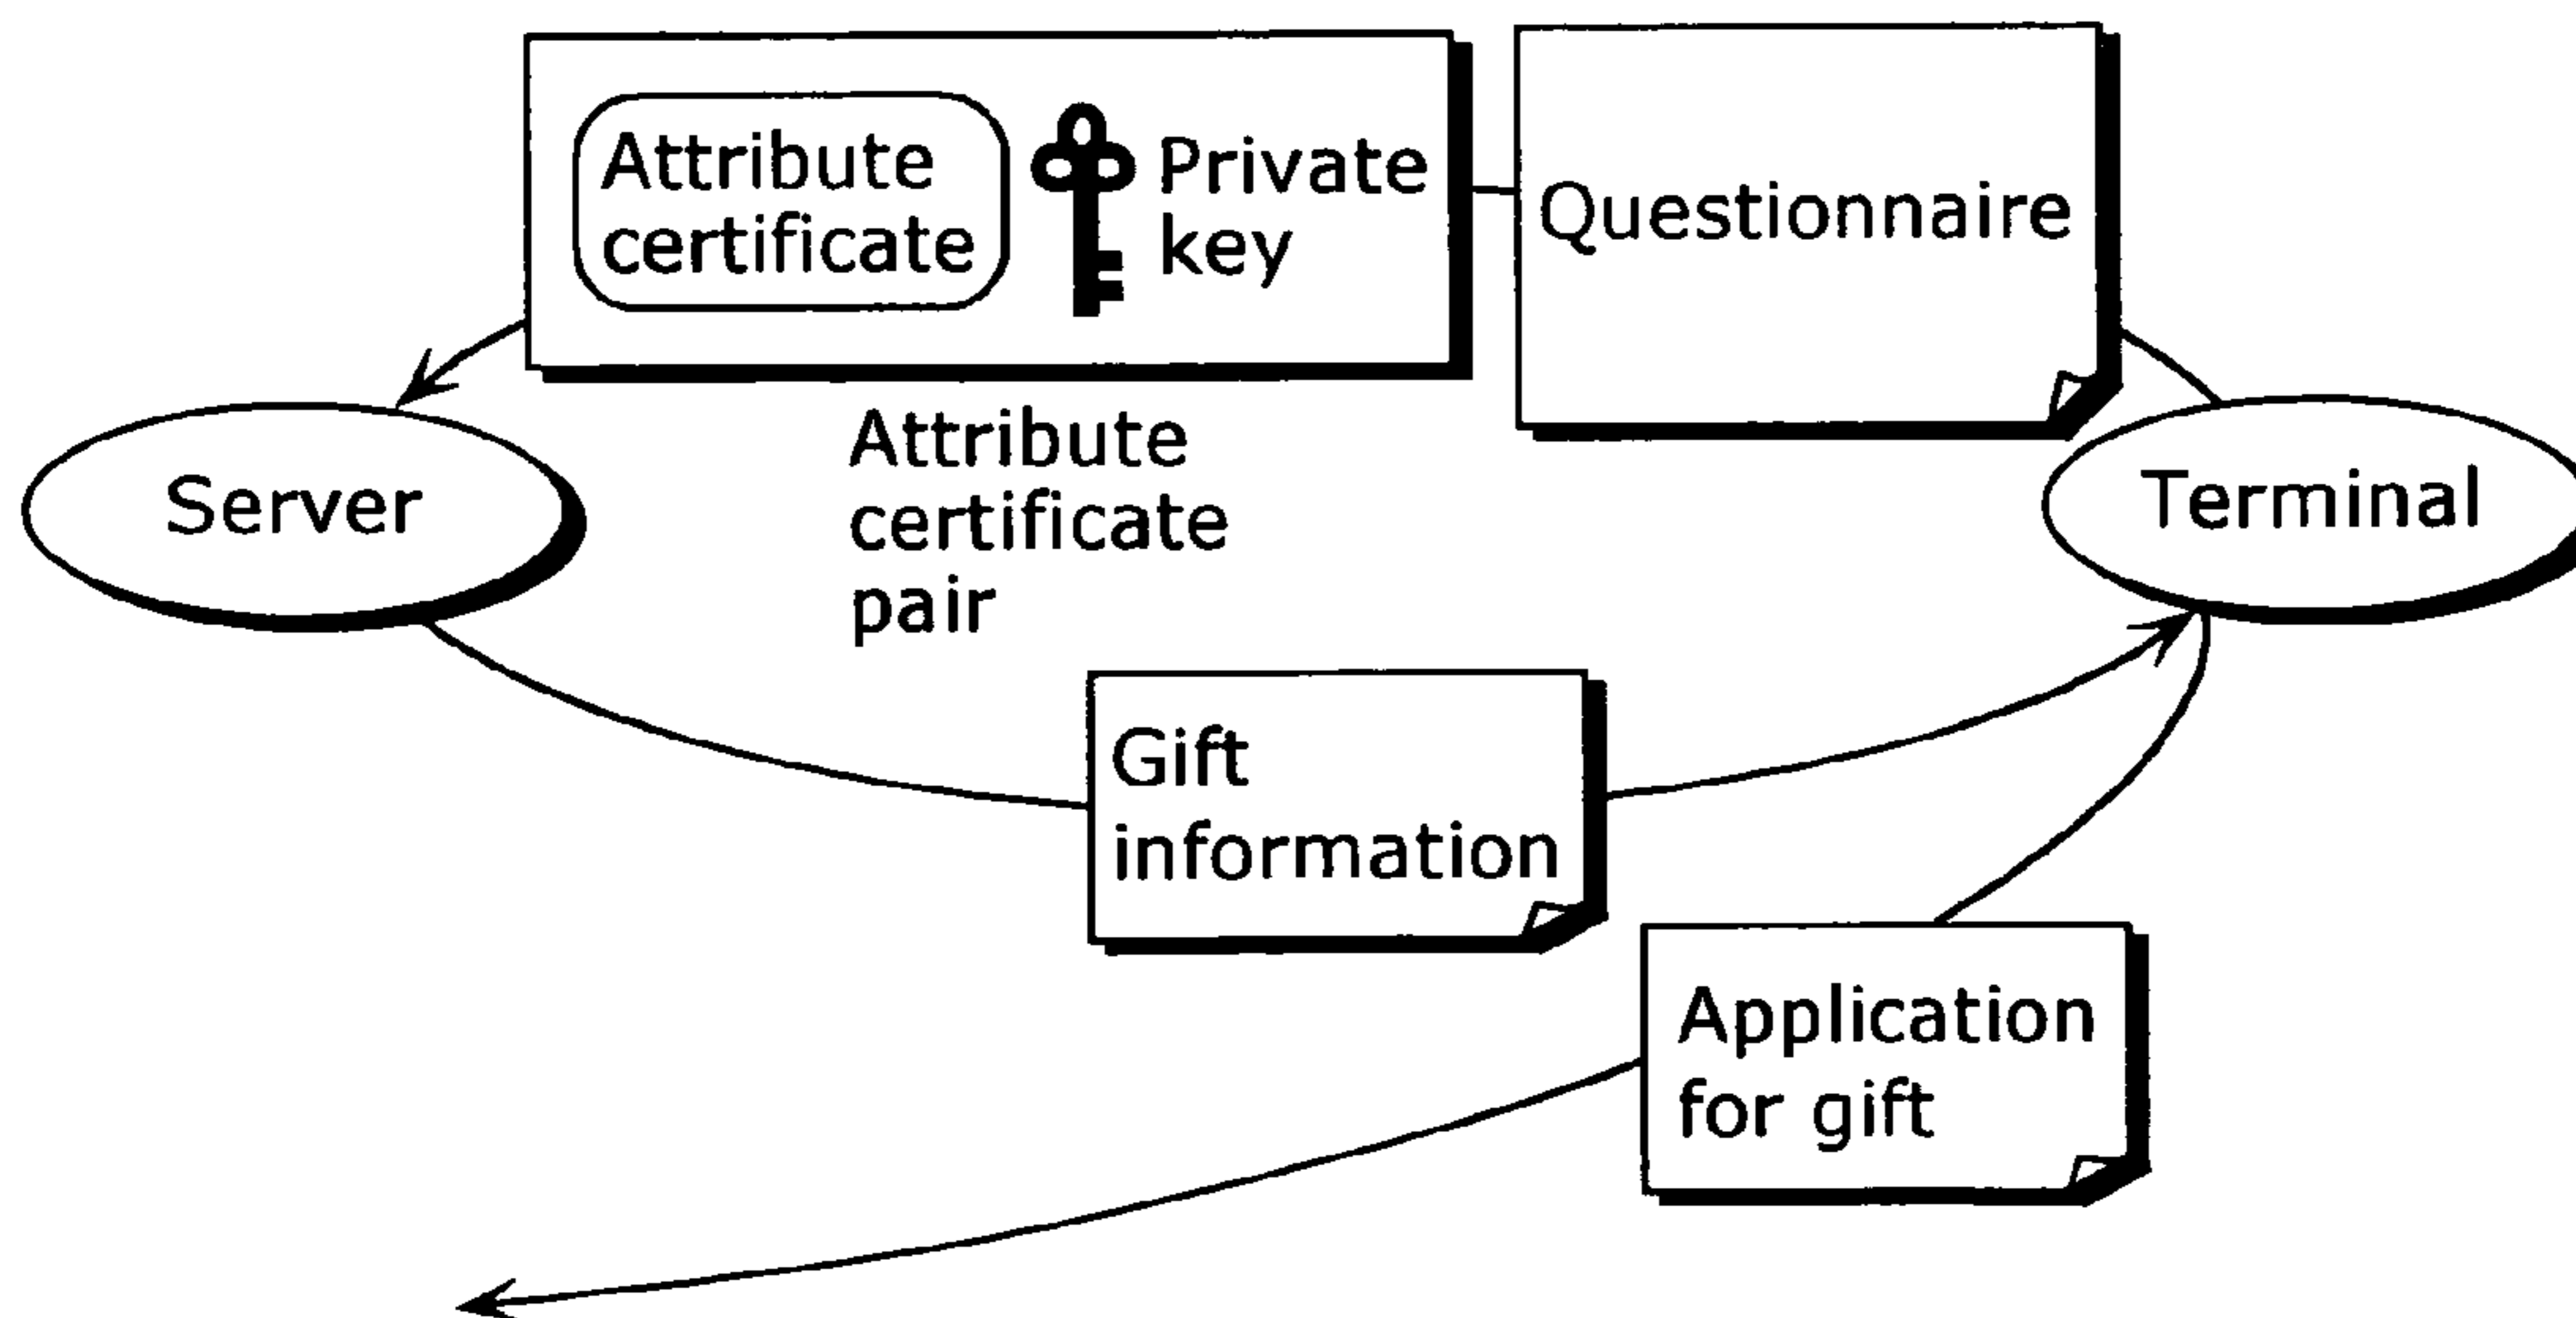 Attribute
certificate
Private
key
Questionnaire
Attribute
certificate
pair
Server
Terminal
Gift
information
Application
for gift